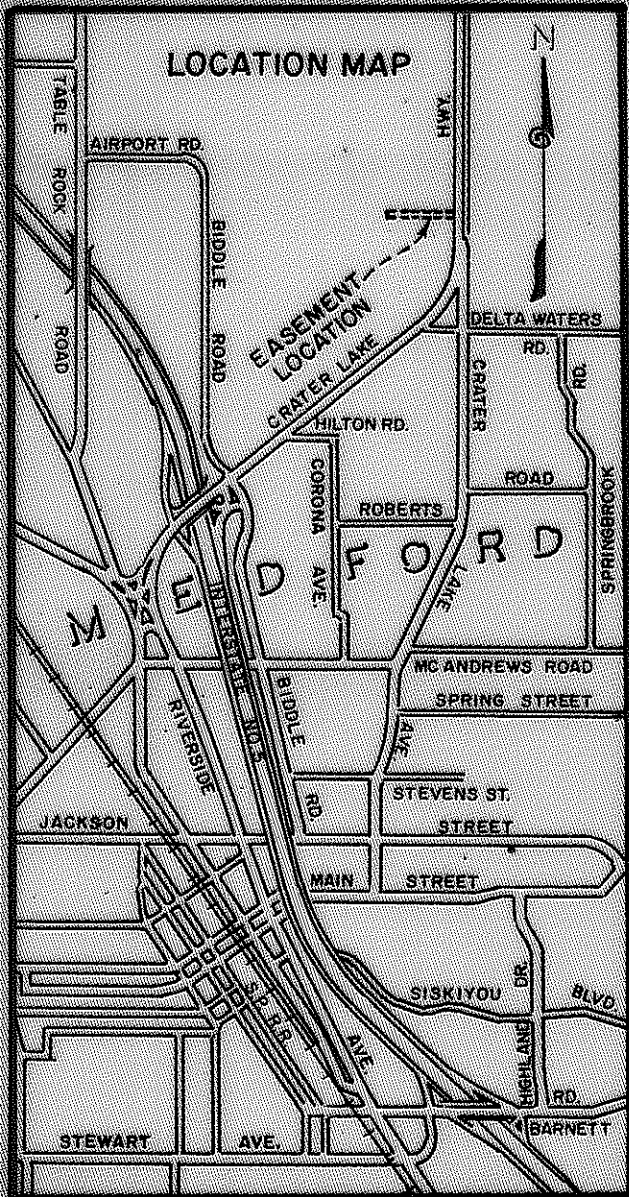 LOCATION MAP
N
HWY.
TABLE ROCK ROAD
AIRPORT RD.
BIDDLE ROAD
EASEMENT
LOCATION
CRATER LAKE
DELTA WATERS
RD.
HILTON RD.
CRATER LAKE AVE.
RD.
SPRINGBROOK
CORONA AVE.
ROAD
ROBERTS
MEDFORD
INTERSTATE NO. 5
MC ANDREWS ROAD
BIDDLE RD.
SPRING STREET
RIVERSIDE AVE.
STEVENS ST.
JACKSON STREET
MAIN STREET
S.P. R.R.
SISKIYOU BLVD.
HIGHLAND DR.
RD.
BARNETT
STEWART AVE.